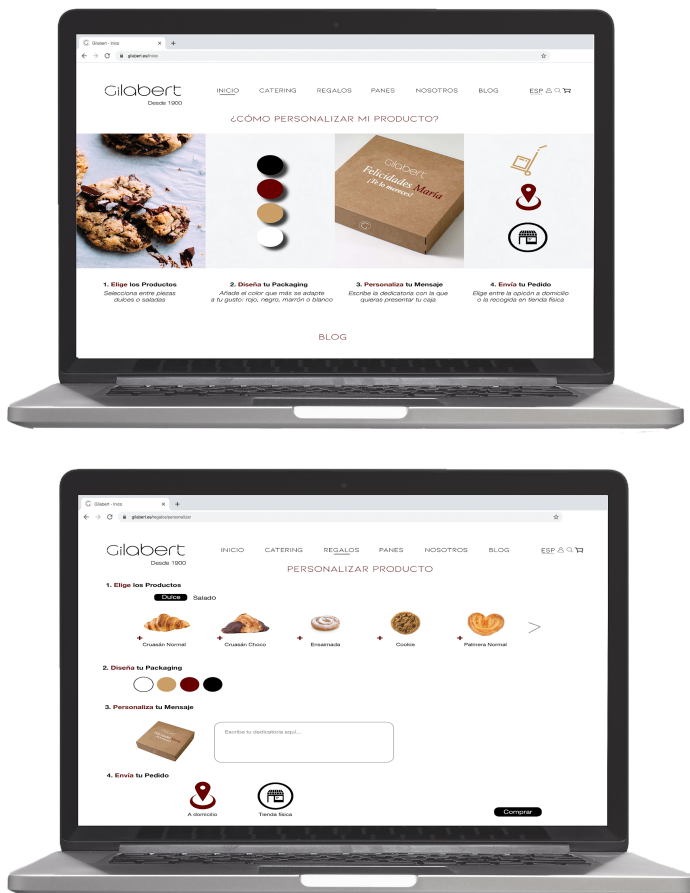 Gilabert - Inicio
gilabert.es/inicio
Gilabert
Desde 1900
INICIO CATERING REGALOS PANES NOSOTROS BLOG ESP
¿CÓMO PERSONALIZAR MI PRODUCTO?
Gilabert
Felicidades María
¡Te lo mereces!
1. Elige los Productos
Selecciona entre piezas
dulces o saladas
2. Diseña tu Packaging
Añade el color que más se adapte
a tu gusto: rojo, negro, marrón o blanco
3. Personaliza tu Mensaje
Escribe la dedicatoria con la que
quieras presentar tu caja
4. Envía tu Pedido
Elige entre la opicón a domicilio
o la recogida en tienda física
BLOG
Gilabert - Inicio
gilabert.es/regalos/personalizar
Gilabert
Desde 1900
INICIO CATERING REGALOS PANES NOSOTROS BLOG ESP
PERSONALIZAR PRODUCTO
1. Elige los Productos
Dulce Salado
Cruasán Normal Cruasán Choco Ensaimada Cookie Palmera Normal
2. Diseña tu Packaging
3. Personaliza tu Mensaje
Escribe tu dedicatoria aquí...
4. Envía tu Pedido
A domicilio Tienda física
Comprar